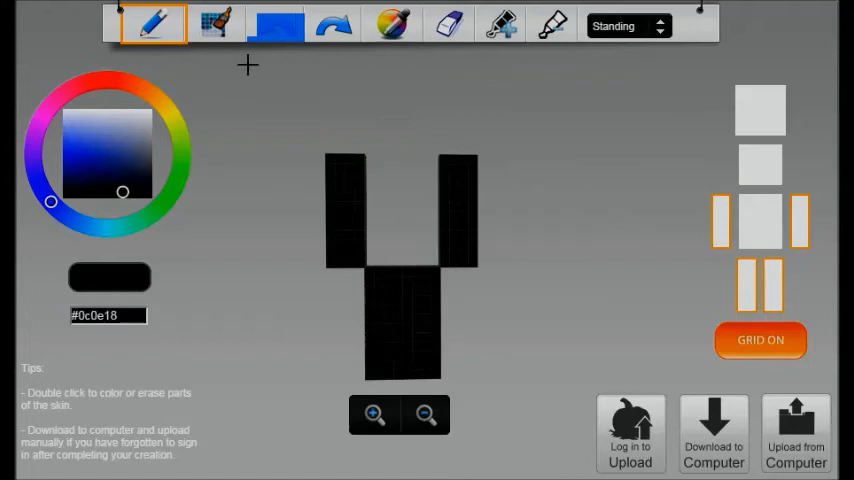 Standing
#0c0e18
GRID ON
Tips:
- Double click to color or erase parts
of the skin.
- Download to computer and upload
manually if you have forgotten to sign
in after completing your creation.
Log in to
Upload
Download to
Computer
Upload from
Computer